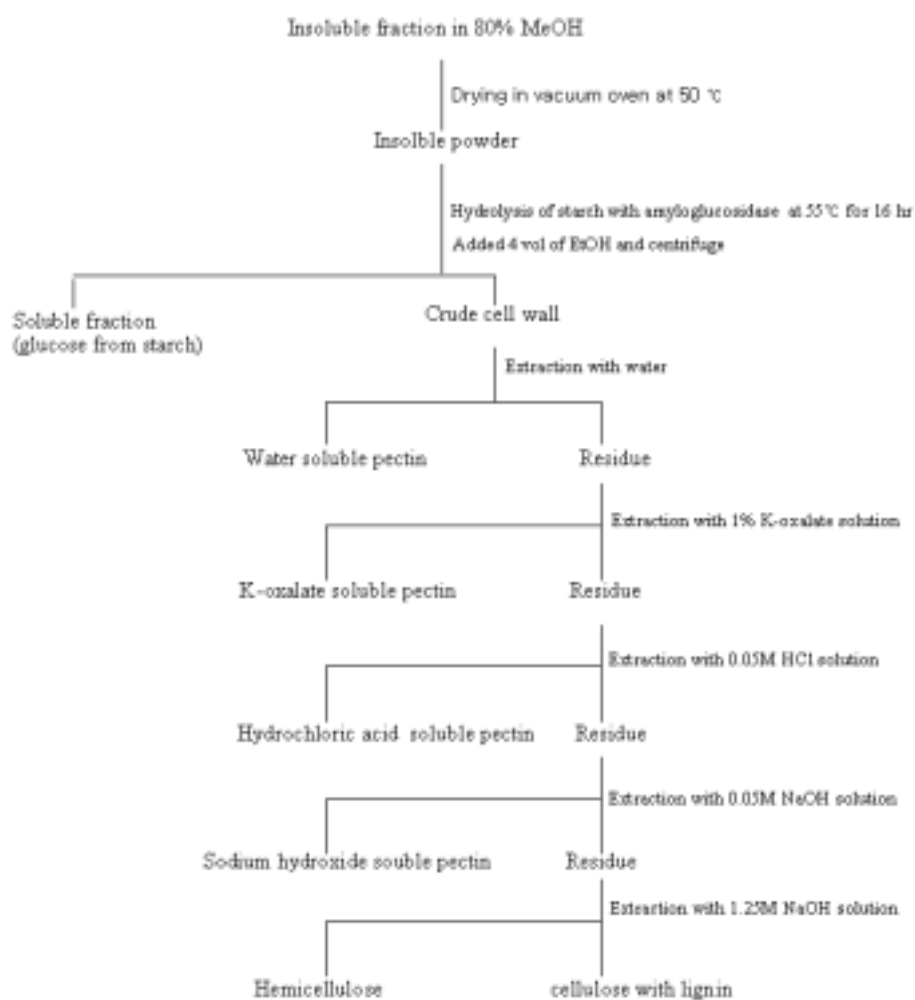 Insoluble fraction in 80% MeOH
Drying in vacuum oven at 50 ℃
Insolble powder
Hydrolysis of starch with amyloglucosidase at 55℃ for 16 hr
Added 4 vol of EtOH and centrifuge
Soluble fraction
(glucose from starch)
Crude cell wall
Extraction with water
Water soluble pectin
Residue
Extraction with 1% K-oxalate solution
K-oxalate soluble pectin
Residue
Extraction with 0.05M HCl solution
Hydrochloric acid soluble pectin
Residue
Extraction with 0.05M NaOH solution
Sodium hydroxide souble pectin
Residue
Extraction with 1.25M NaOH solution
Hemicellulose
cellulose with lignin